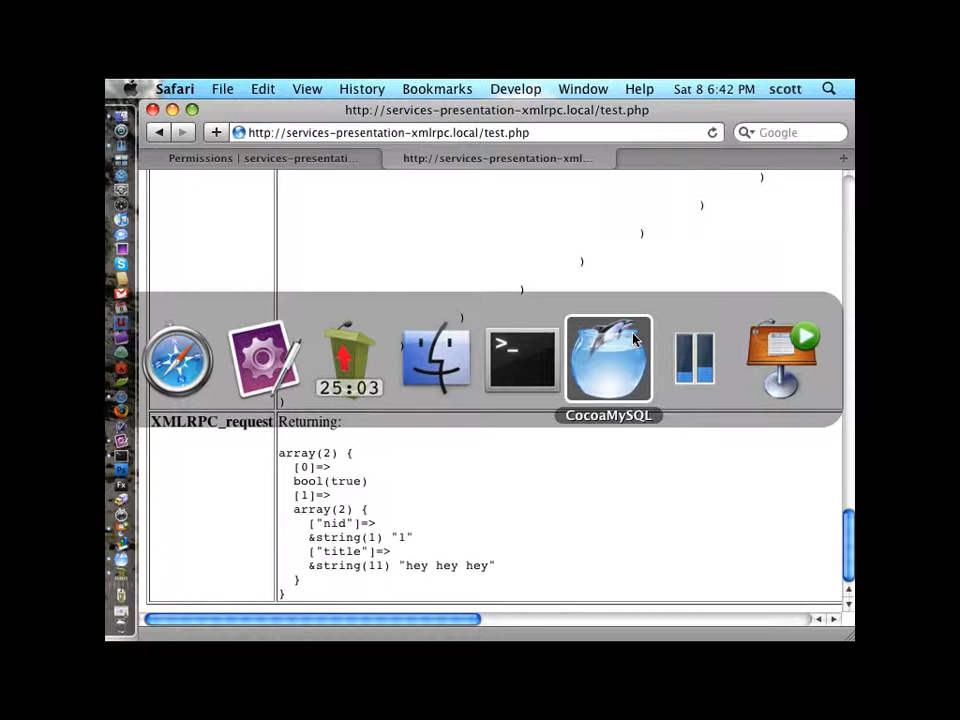 Safari File Edit View History Bookmarks Develop Window Help Sat 8 6:42 PM scott
http://services-presentation-xmlrpc.local/test.php
http://services-presentation-xmlrpc.local/test.php
Google
Permissions | services-presentati...
http://services-presentation-xml...
)
)
)
)
)
)
)
>_
25:03
CocoaMySQL
)
XMLRPC_request
Returning:
array(2) {
[0]=>
bool(true)
[1]=>
array(2) {
["nid"]=>
&string(1) "1"
["title"]=>
&string(11) "hey hey hey"
}
}